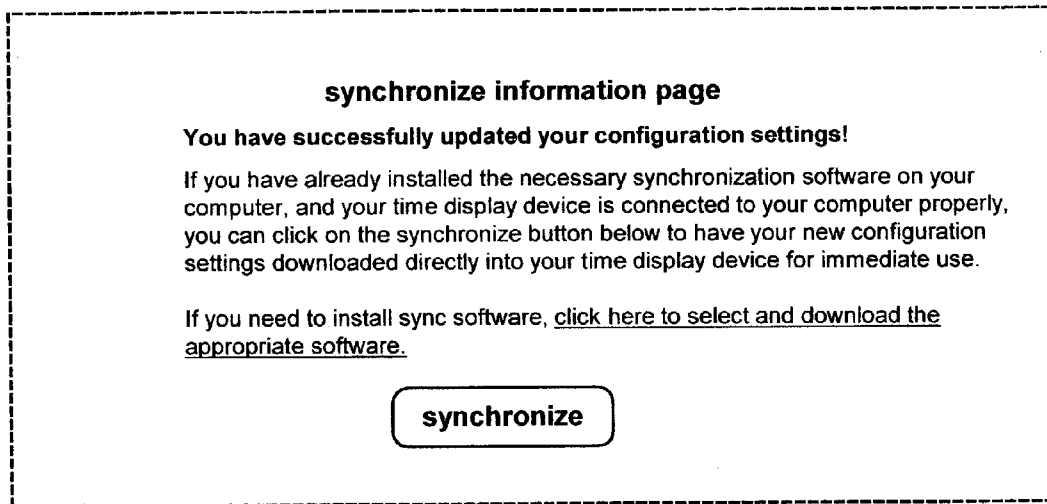 synchronize information page
You have successfully updated your configuration settings!
If you have already installed the necessary synchronization software on your
computer, and your time display device is connected to your computer properly,
you can click on the synchronize button below to have your new configuration
settings downloaded directly into your time display device for immediate use.
If you need to install sync software, click here to select and download the
appropriate software.
synchronize